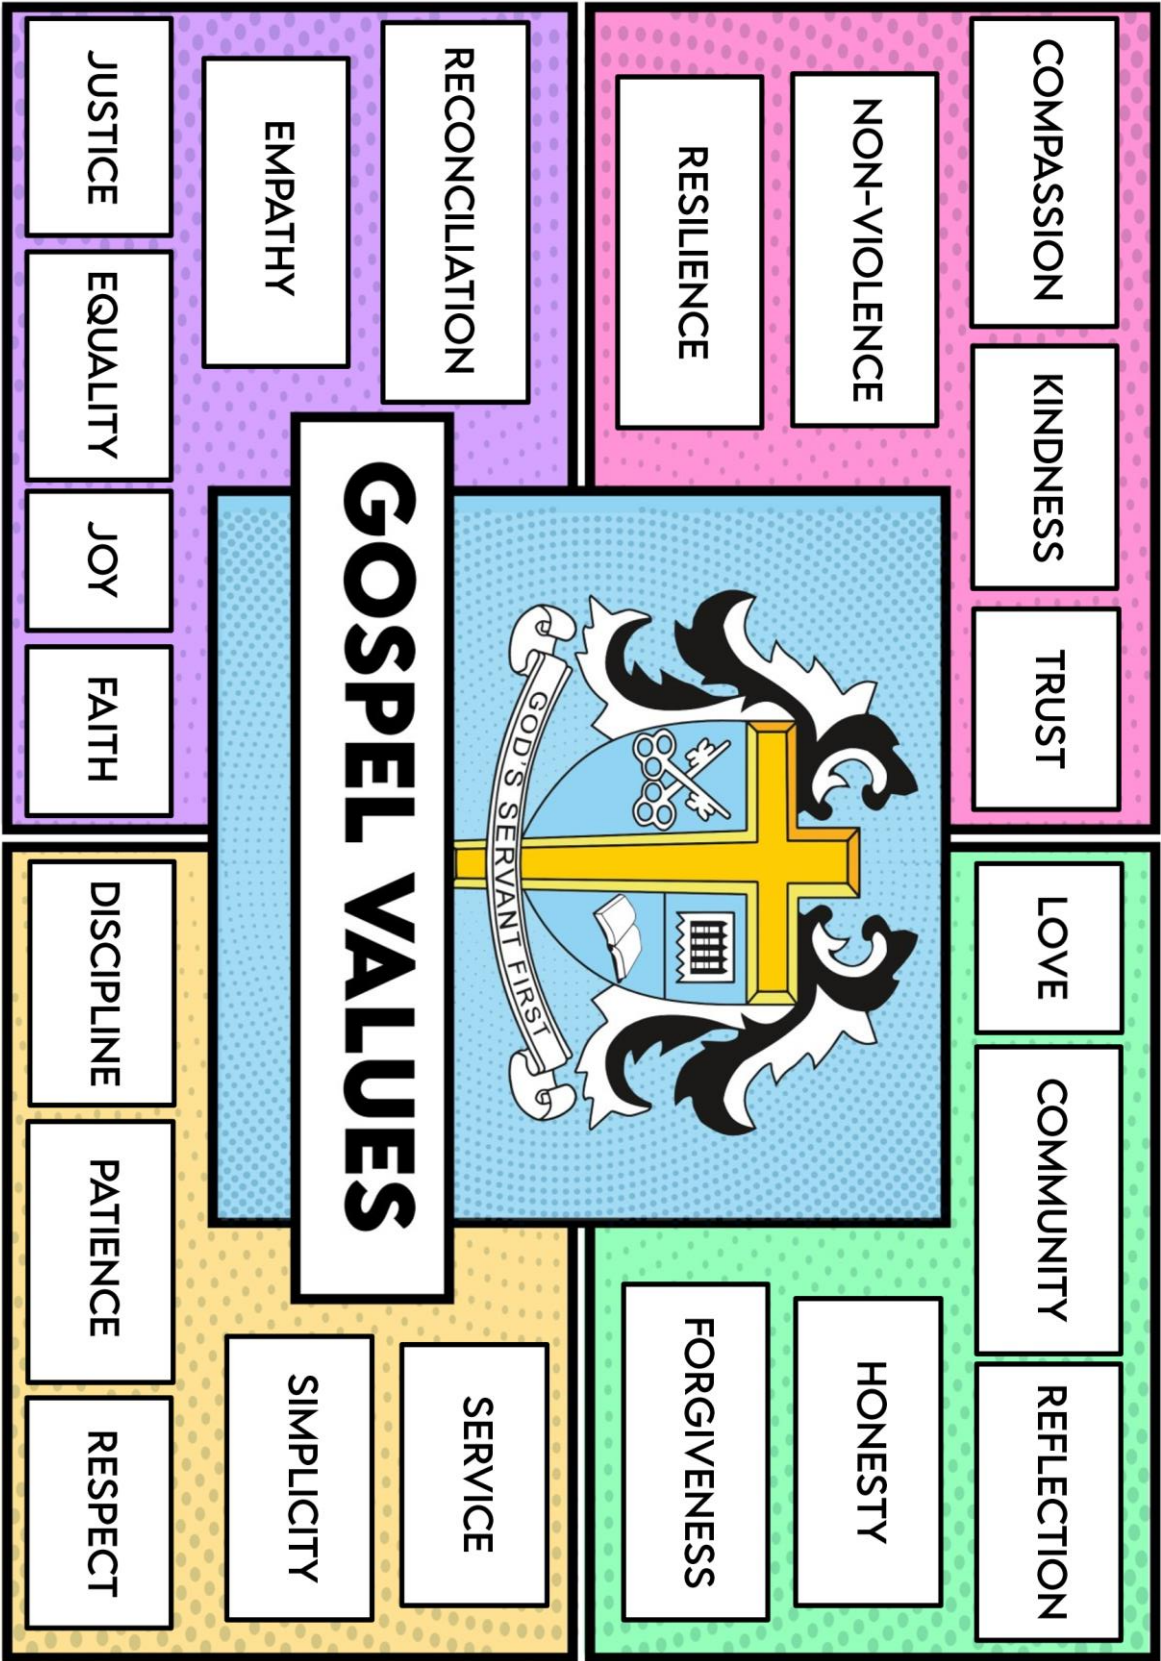 COMPASSION
KINDNESS
TRUST
NON-VIOLENCE
RESILIENCE
LOVE
COMMUNITY
REFLECTION
HONESTY
FORGIVENESS
GOD'S SERVANT FIRST
GOSPEL VALUES
RECONCILIATION
EMPATHY
JUSTICE
EQUALITY
JOY
FAITH
SERVICE
SIMPLICITY
DISCIPLINE
PATIENCE
RESPECT